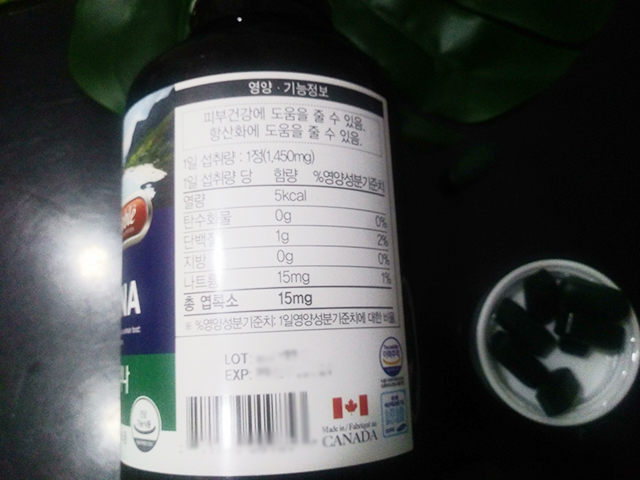 영양 · 기능정보
피부건강에 도움을 줄 수 있음.
항산화에 도움을 줄 수 있음.
1일 섭취량 : 1정(1,450mg)
1일 섭취량 당 함량 %영양성분기준치
열량 5kcal
탄수화물 0g 0%
단백질 1g 2%
지방 0g 0%
나트륨 15mg 1%
총 엽록소 15mg
※ %영양성분기준치: 1일영양성분기준치에 대한 비율
NA
나
LOT:
EXP.
Made in / Fabriqué au
CANADA